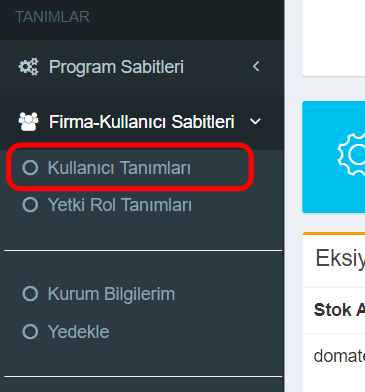 TANIMLAR
Program Sabitleri
Firma-Kullanıcı Sabitleri
Kullanıcı Tanımları
Yetki Rol Tanımları
Kurum Bilgilerim
Yedekle
Eksiy
Stok A
domate